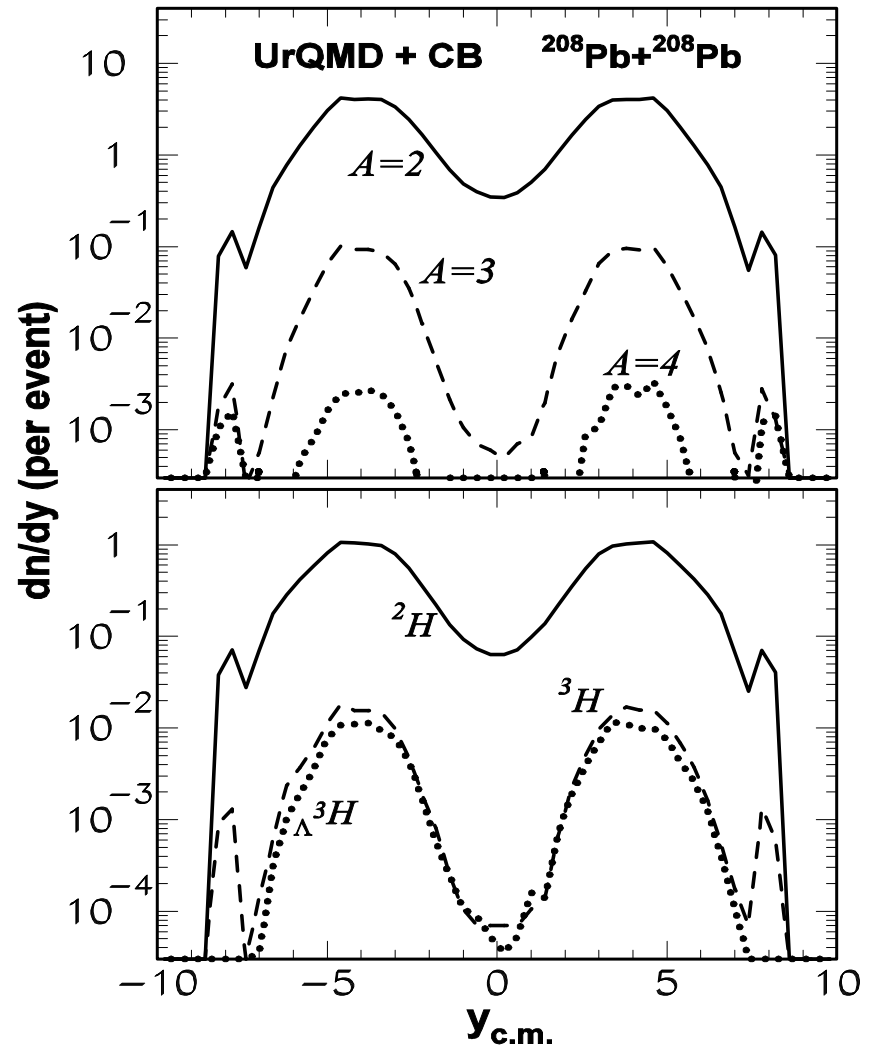 UrQMD + CB ²⁰⁸Pb+²⁰⁸Pb
10
1
10⁻¹
10⁻²
10⁻³
A=2
A=3
A=4
dn/dy (per event)
1
10⁻¹
10⁻²
10⁻³
10⁻⁴
²H
³H
Λ³H
−10 −5 0 5 10
y c.m.